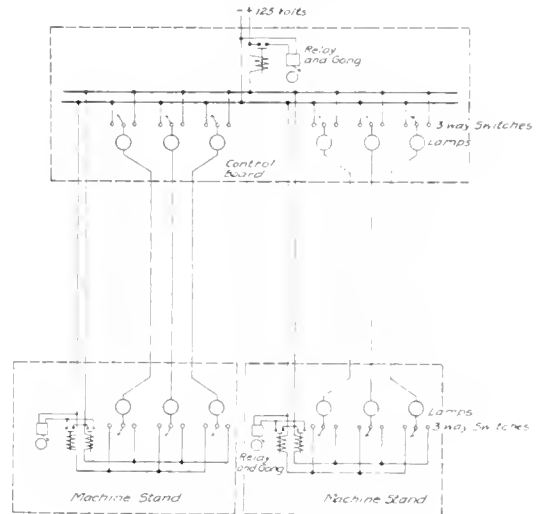 - + 125 volts
Relay
and Gong
3 way Switches
Lamps
Control
Board
Lamps
3 way Switches
Relay
and Gong
Machine Stand
Machine Stand